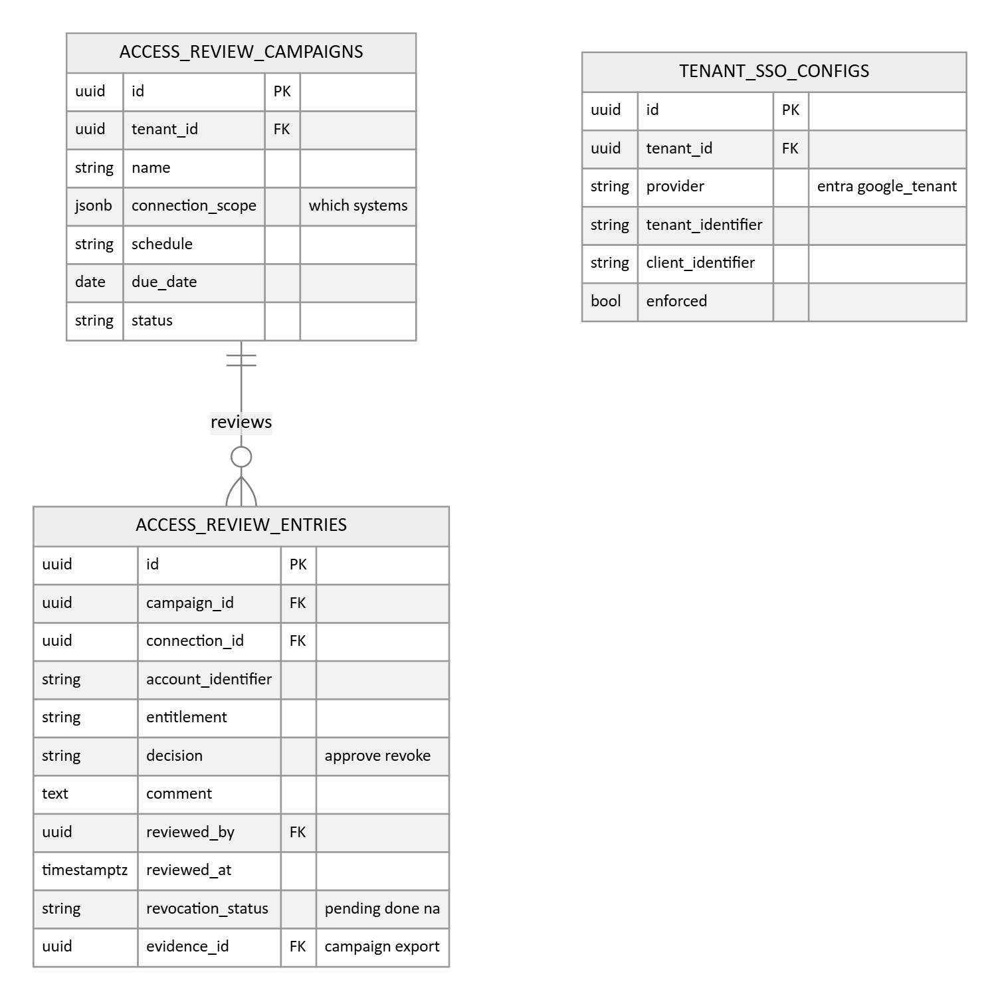 ACCESS_REVIEW_CAMPAIGNS
uuid id PK
uuid tenant_id FK
string name
jsonb connection_scope which systems
string schedule
date due_date
string status
TENANT_SSO_CONFIGS
uuid id PK
uuid tenant_id FK
string provider entra google_tenant
string tenant_identifier
string client_identifier
bool enforced
reviews
ACCESS_REVIEW_ENTRIES
uuid id PK
uuid campaign_id FK
uuid connection_id FK
string account_identifier
string entitlement
string decision approve revoke
text comment
uuid reviewed_by FK
timestamptz reviewed_at
string revocation_status pending done na
uuid evidence_id FK campaign export